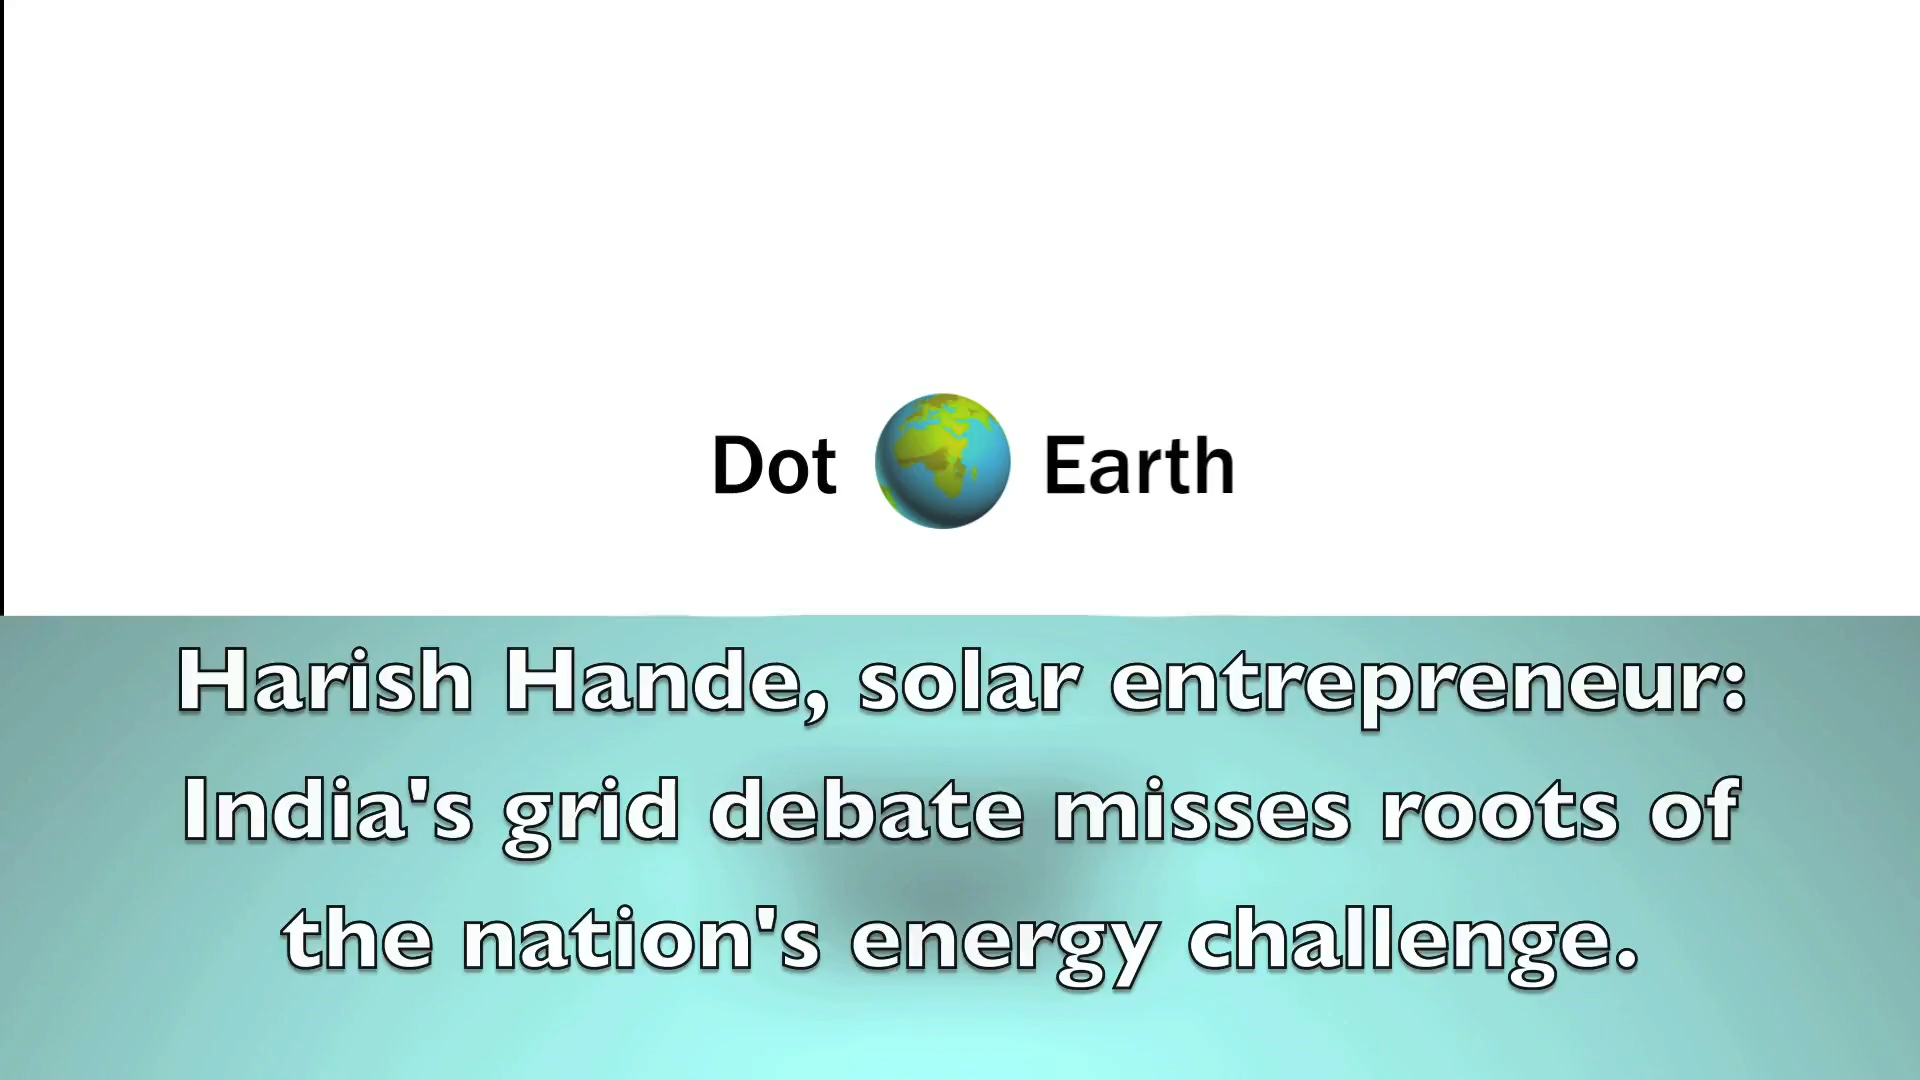 Dot Earth
Harish Hande, solar entrepreneur:
India's grid debate misses roots of
the nation's energy challenge.